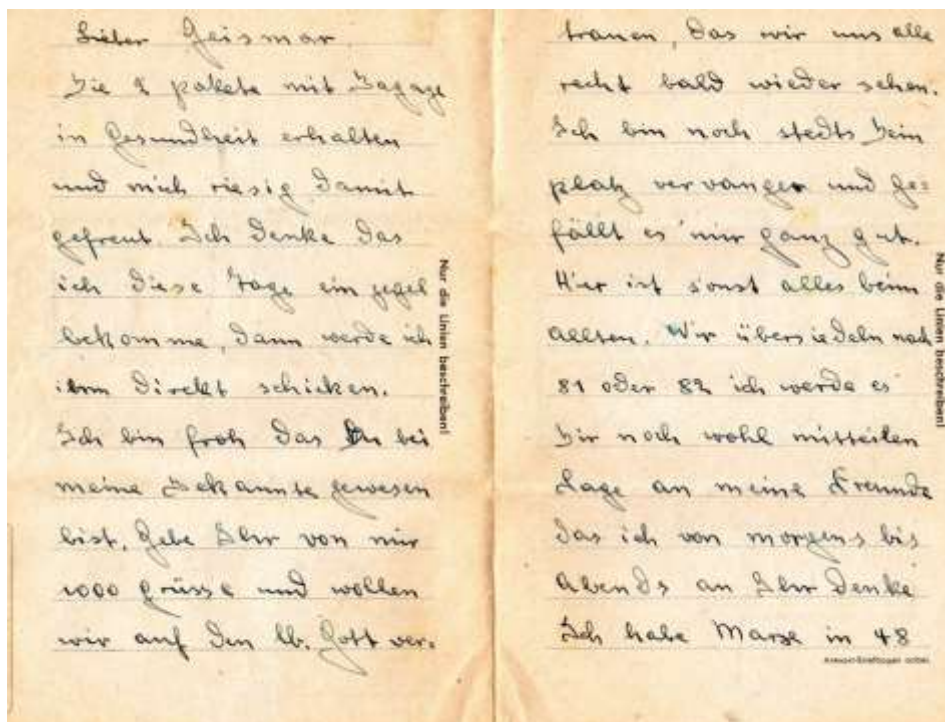 Lieber Geismar
Die 2 pakete mit Bagage
in Gesundheit erhalten
und mich riesig damit
gefreut. Ich denke das
ich diese Tage ein
bekomme, dann werde ich
ihm direkt schicken.
Ich bin froh das Du bei
meine Bekannte gewesen
bist. Gebe Ihr von mir
1000 grüsse und wollen
wir auf den lb. Gott ver-
Nur die Linien beschreiben!
trauen, das wir uns alle
recht bald wieder sehen.
Ich bin noch stedts Dein
platz und ge-
fällt es mir ganz gut.
Hier ist sonst alles beim
allten. Wir übersiedeln nach
81 oder 82 ich werde es
Dir noch wohl mitteilen
Sage an meine Freunde
das ich von morgens bis
abends an Ihr denke
Ich habe in 48
Nur die Linien beschreiben!
Antwort-Briefbogen anbei.